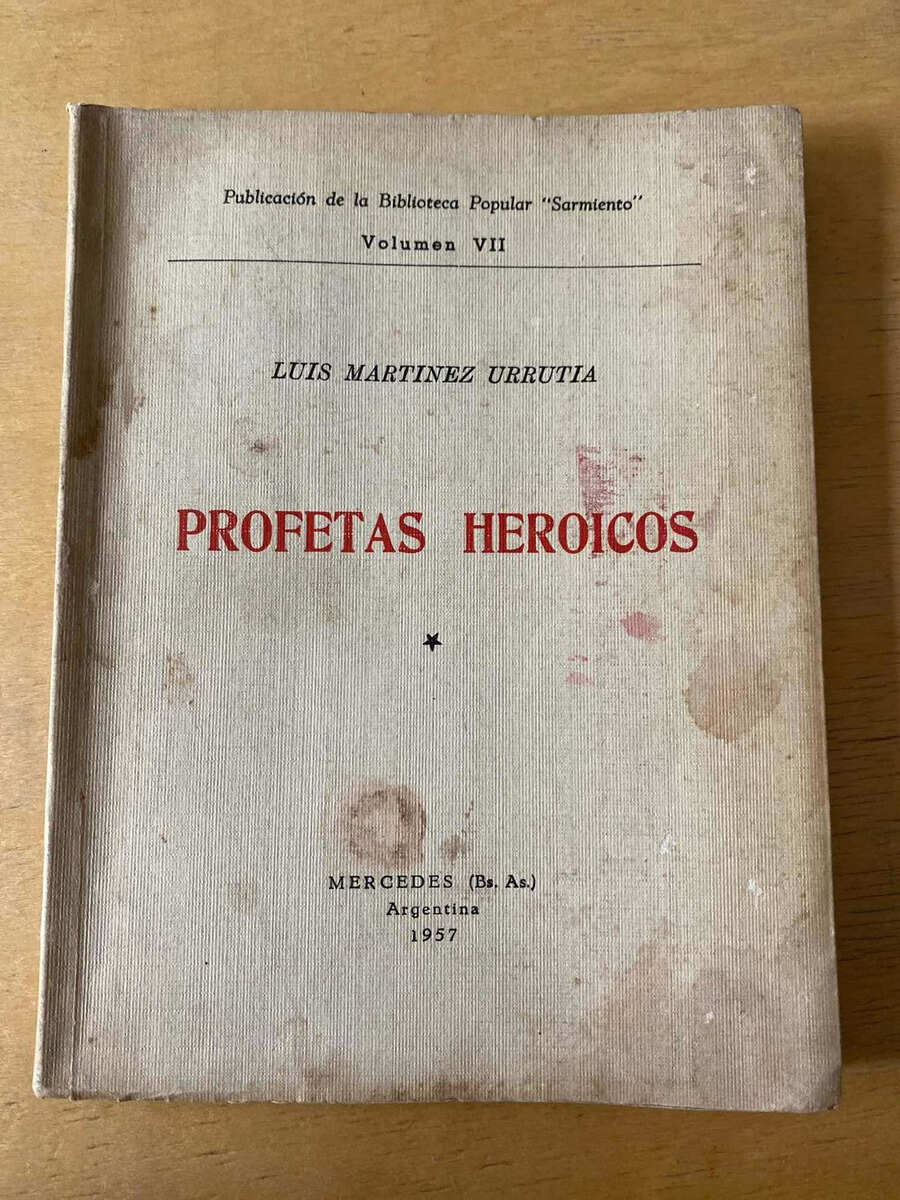 Publicación de la Biblioteca Popular "Sarmiento"
Volumen VII
LUIS MARTINEZ URRUTIA
PROFETAS HEROICOS
MERCEDES (Bs. As.)
Argentina
1957